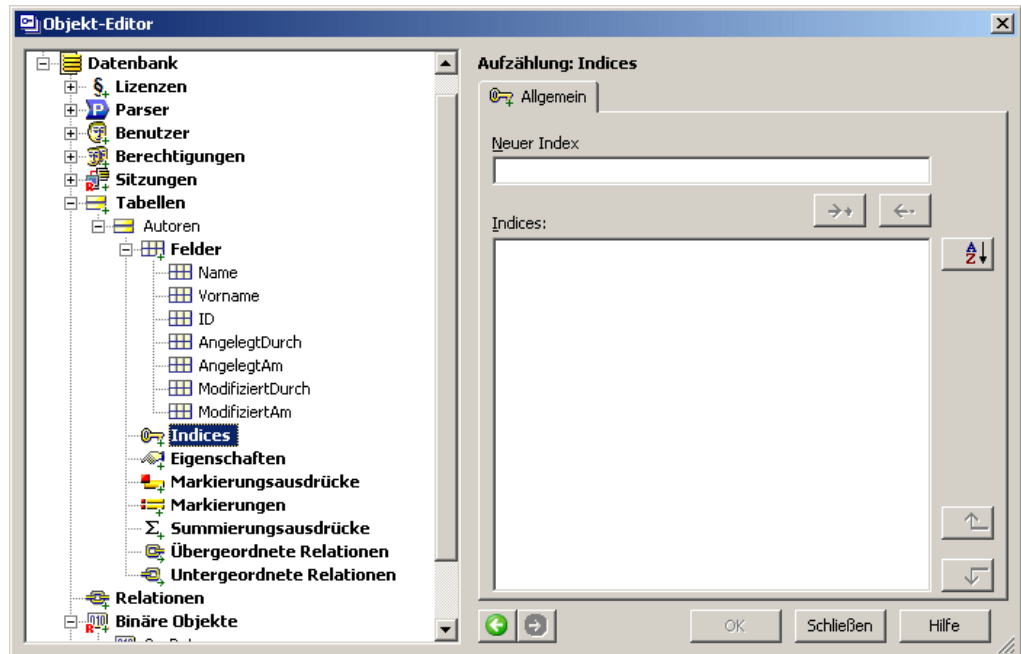 Objekt-Editor
Datenbank
Lizenzen
Parser
Benutzer
Berechtigungen
Sitzungen
Tabellen
Autoren
Felder
Name
Vorname
ID
AngelegtDurch
AngelegtAm
ModifiziertDurch
ModifiziertAm
Indices
Eigenschaften
Markierungsausdrücke
Markierungen
Summierungsausdrücke
Übergeordnete Relationen
Untergeordnete Relationen
Relationen
Binäre Objekte
Aufzählung: Indices
Allgemein
Neuer Index
Indices:
OK
Schließen
Hilfe